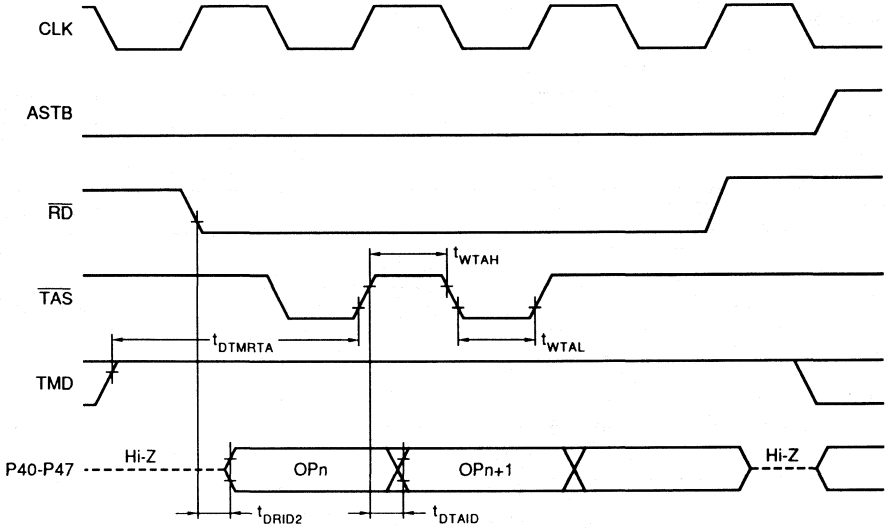 CLK
ASTB
RD
tWTAH
TAS
tDTMRTA
tWTAL
TMD
Hi-Z
Hi-Z
P40-P47
OPn
OPn+1
tDRID2
tDTAID